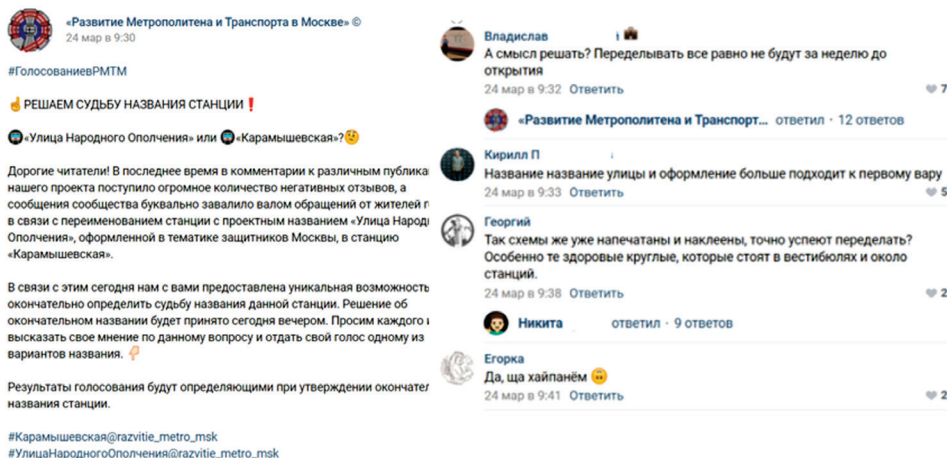 «Развитие Метрополитена и Транспорта в Москве» ©
24 мар в 9:30
#ГолосованиевРМТМ
РЕШАЕМ СУДЬБУ НАЗВАНИЯ СТАНЦИИ
«Улица Народного Ополчения» или «Карамышевская»?
Дорогие читатели! В последнее время в комментарии к различным публика
нашего проекта поступило огромное количество негативных отзывов, а
сообщения сообщества буквально завалило валом обращений от жителей г
в связи с переименованием станции с проектным названием «Улица Народ
Ополчения», оформленной в тематике защитников Москвы, в станцию
«Карамышевская».
В связи с этим сегодня нам с вами предоставлена уникальная возможность
окончательно определить судьбу названия данной станции. Решение об
окончательном названии будет принято сегодня вечером. Просим каждого
высказать свое мнение по данному вопросу и отдать свой голос одному из
вариантов названия.
Результаты голосования будут определяющими при утверждении окончател
названия станции.
#Карамышевская@razvitie_metro_msk
#УлицаНародногоОполчения@razvitie_metro_msk
Владислав
А смысл решать? Переделывать все равно не будут за неделю до
открытия
24 мар в 9:32 Ответить 7
«Развитие Метрополитена и Транспорт... ответил · 12 ответов
Кирилл П
Название название улицы и оформление больше подходит к первому вару
24 мар в 9:33 Ответить 5
Георгий
Так схемы же уже напечатаны и наклеены, точно успеют переделать?
Особенно те здоровые круглые, которые стоят в вестибюлях и около
станций.
24 мар в 9:38 Ответить 2
Никита ответил · 9 ответов
Егорка
Да, ща хайпанём
24 мар в 9:41 Ответить 2